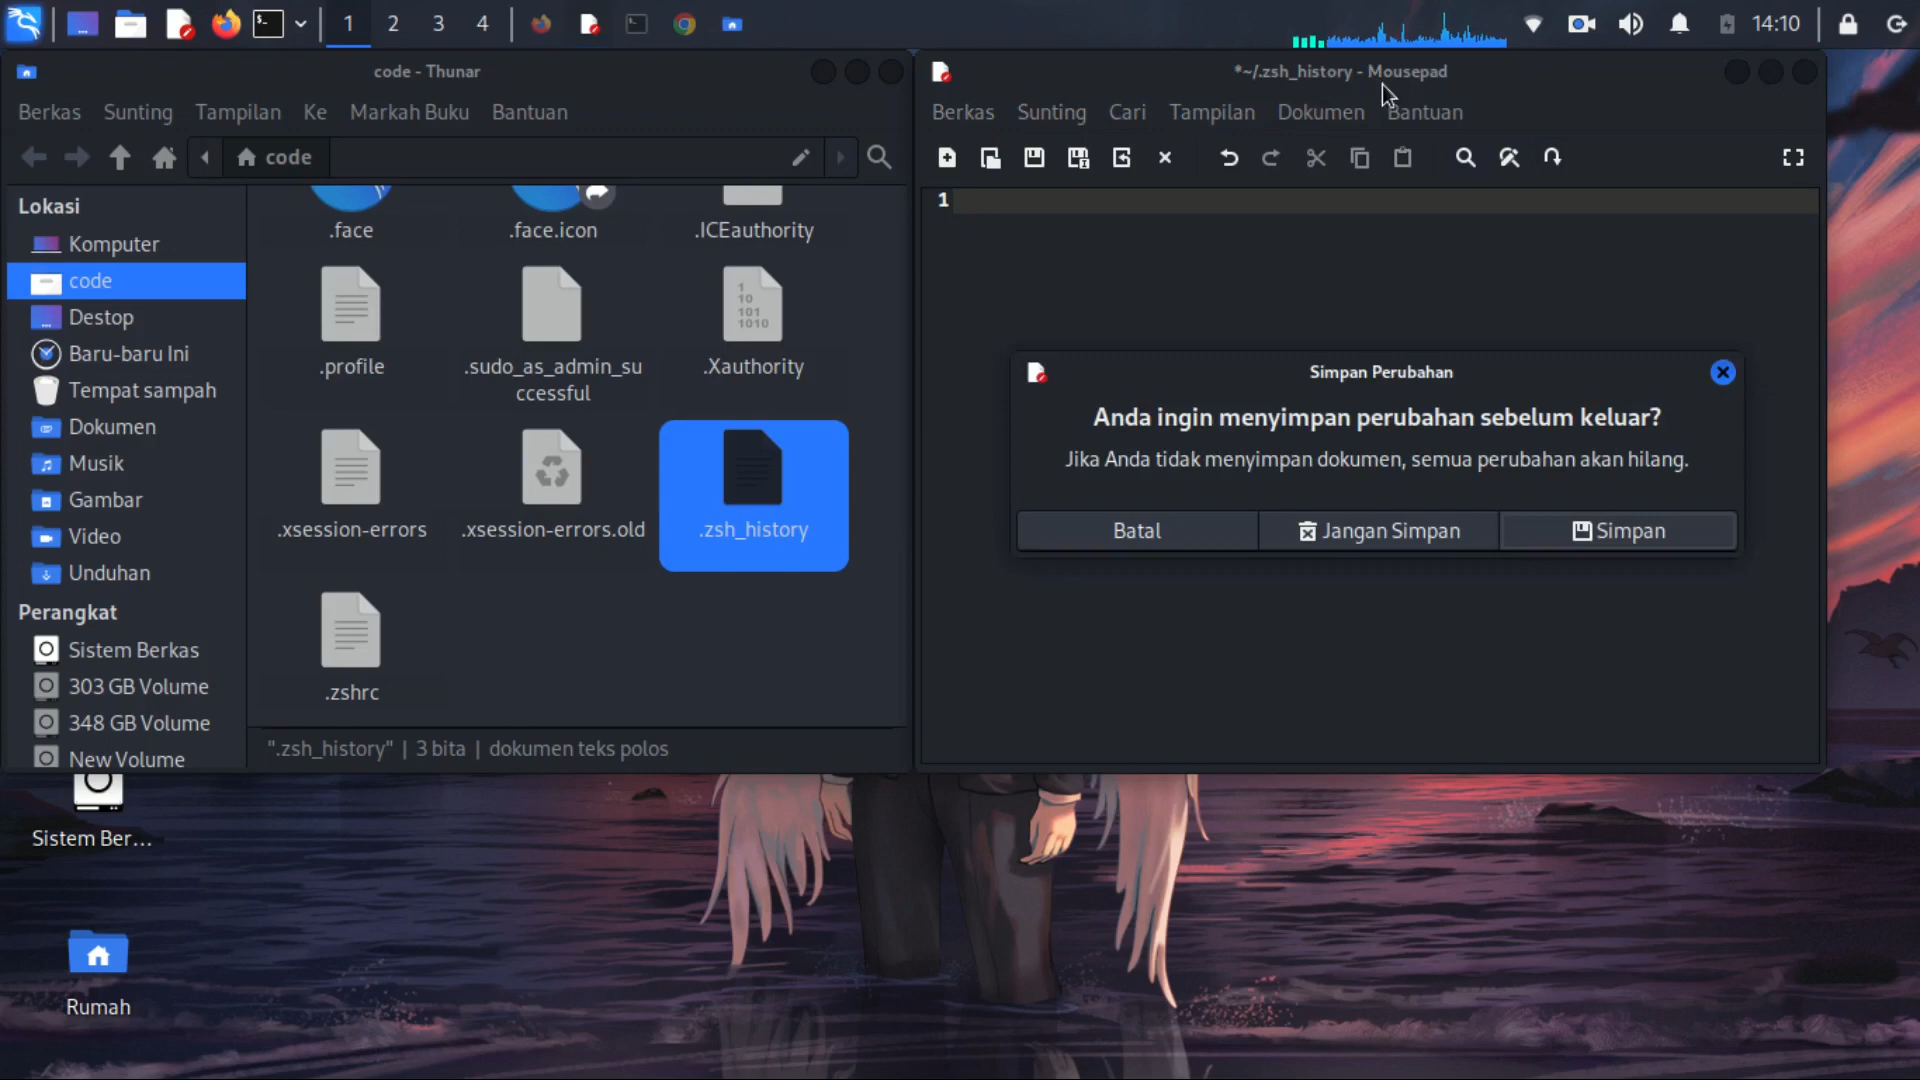 1 2 3 4
14:10
code - Thunar
Berkas Sunting Tampilan Ke Markah Buku Bantuan
code
Lokasi
Komputer
code
Destop
Baru-baru Ini
Tempat sampah
Dokumen
Musik
Gambar
Video
Unduhan
Perangkat
Sistem Berkas
303 GB Volume
348 GB Volume
New Volume
.face
.face.icon
.ICEauthority
.profile
.sudo_as_admin_su
ccessful
1
10
101
1010
.Xauthority
.xsession-errors
.xsession-errors.old
.zsh_history
.zshrc
".zsh_history" | 3 bita | dokumen teks polos
*~/.zsh_history - Mousepad
Berkas Sunting Cari Tampilan Dokumen Bantuan
1
Simpan Perubahan
Anda ingin menyimpan perubahan sebelum keluar?
Jika Anda tidak menyimpan dokumen, semua perubahan akan hilang.
Batal Jangan Simpan Simpan
Sistem Ber...
Rumah